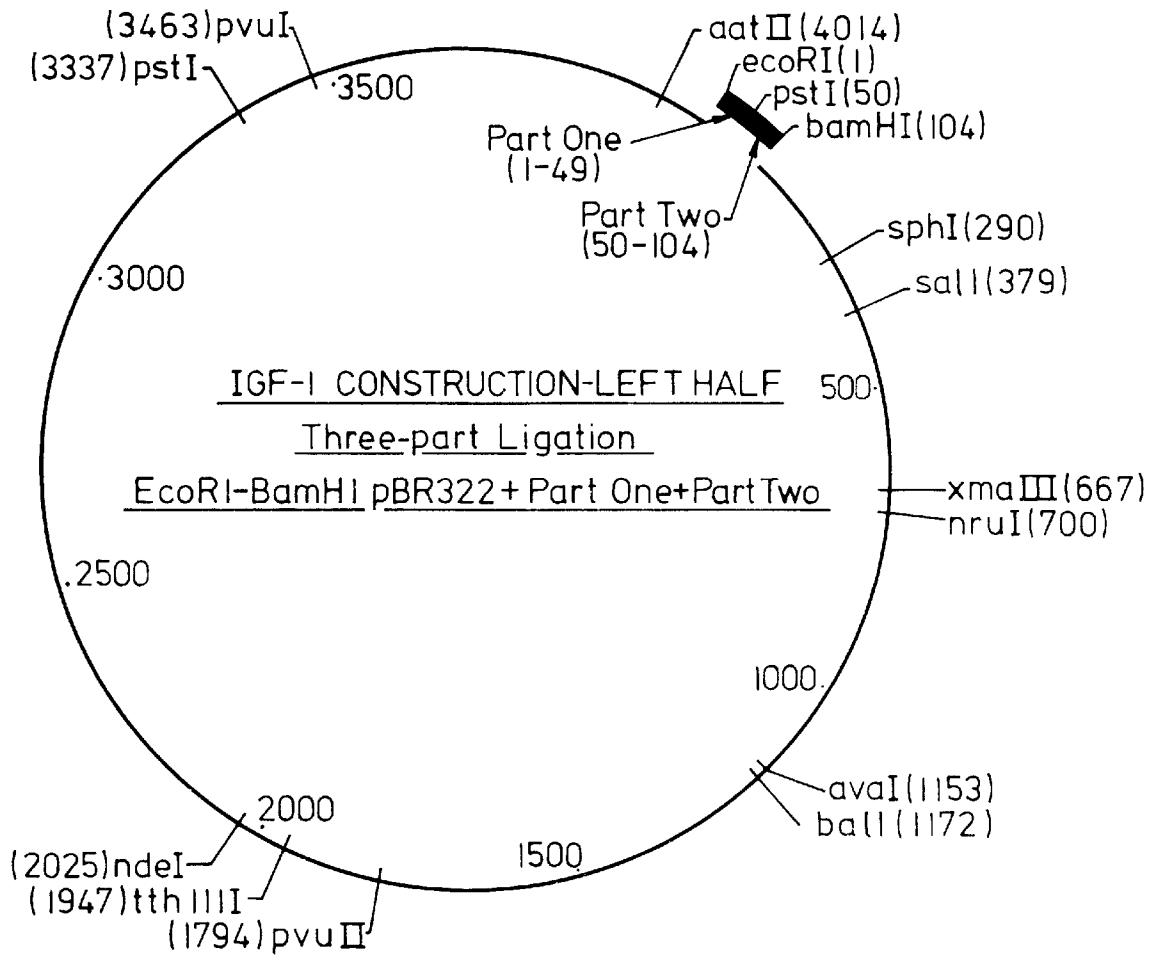 (3463)pvuI
(3337)pstI
·3500
aatII(4014)
ecoRI(1)
pstI(50)
bamHI(104)
Part One
(1-49)
Part Two
(50-104)
sphI(290)
salI(379)
·3000
500·
IGF-I CONSTRUCTION-LEFT HALF
Three-part Ligation
EcoRI-BamHI pBR322+Part One+Part Two
xmaIII(667)
nruI(700)
.2500
1000.
avaI(1153)
balI(1172)
.2000
1500.
(2025)ndeI
(1947)tth111I
(1794)pvuII